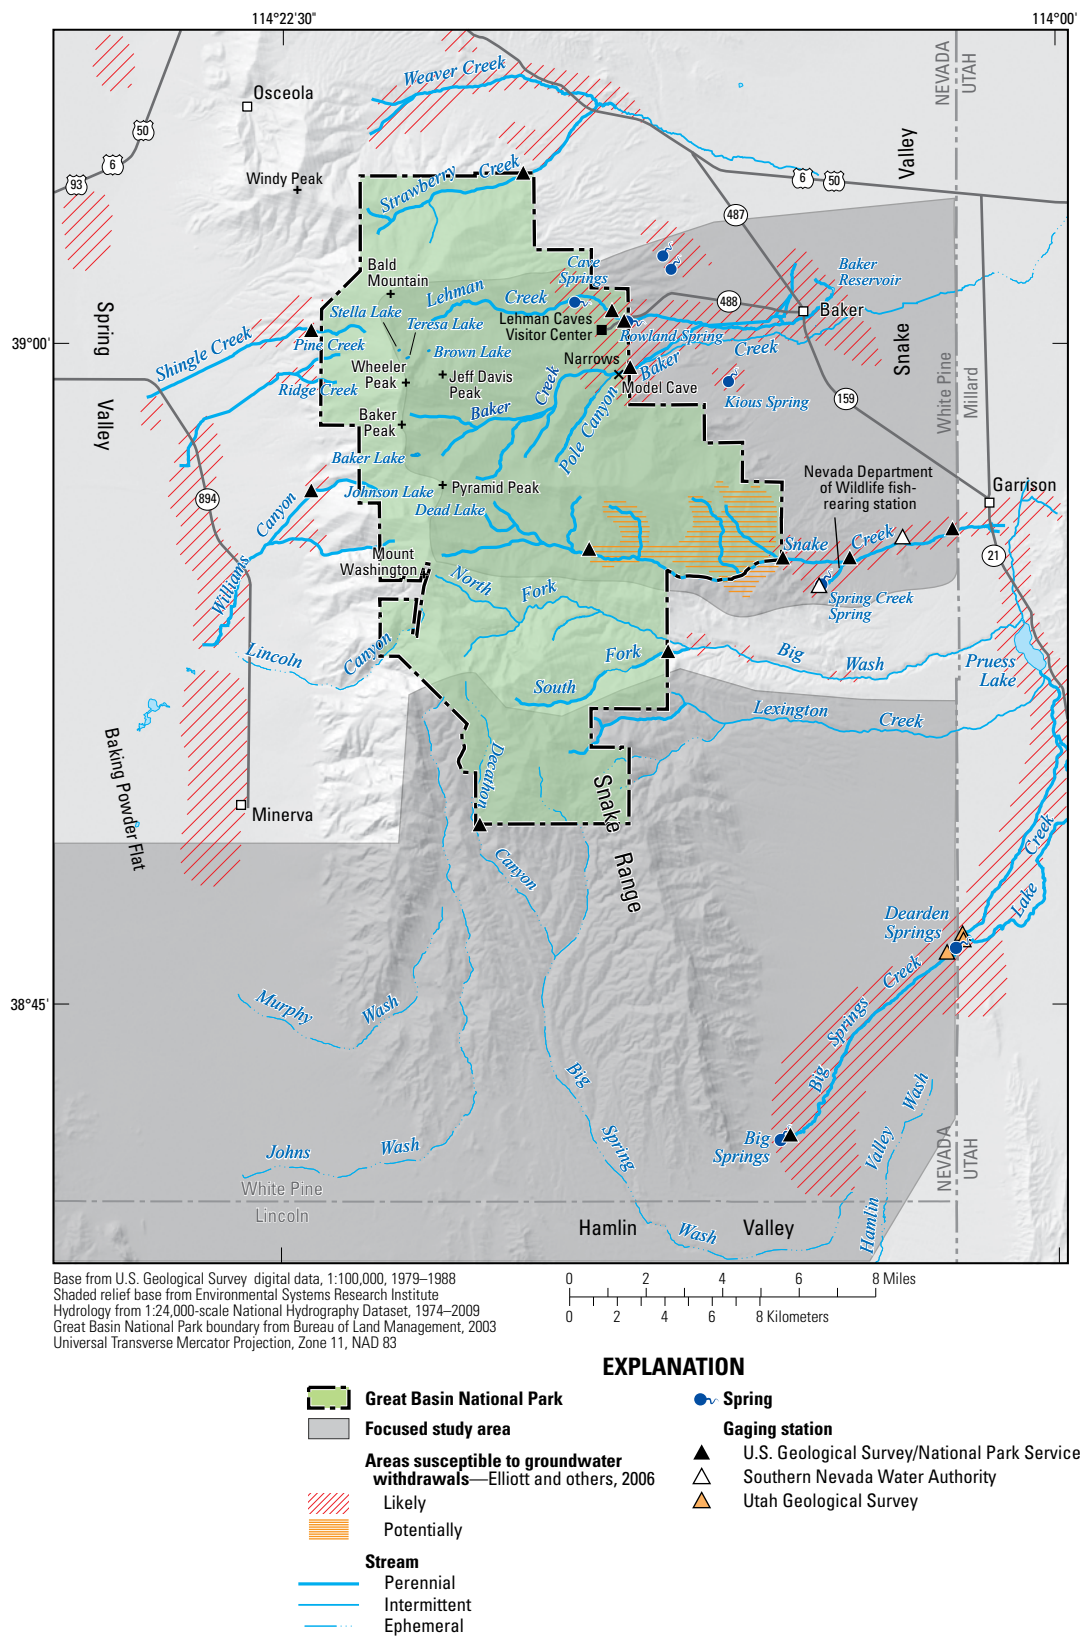 114°22'30"
114°00'
Weaver Creek
NEVADA
UTAH
Osceola
50
6
93
Windy Peak
Strawberry Creek
Valley
6
50
487
Bald
Mountain
Cave
Springs
Baker
Reservoir
Lehman Creek
488
Stella Lake
Teresa Lake
Lehman Caves
Visitor Center
Baker
Spring
Rowland Spring
39°00'
Shingle Creek
Pine Creek
Brown Lake
Narrows
Baker Creek
Snake
Wheeler
Peak
Jeff Davis
Peak
Model Cave
Ridge Creek
Kious Spring
White Pine
Millard
159
Valley
Baker Creek
Baker
Peak
Pole Canyon
Baker Lake
Nevada Department
of Wildlife fish-
rearing station
894
Canyon
Johnson Lake
Pyramid Peak
Garrison
Dead Lake
Snake Creek
Mount
Washington
21
Williams
North Fork
Spring Creek
Spring
Lincoln Canyon
Fork
Big Wash
Pruess
Lake
South
Lexington Creek
Baking Powder Flat
Decathon
Snake
Minerva
Canyon
Range
Creek
Lake
Dearden
Springs
Creek
38°45'
Murphy Wash
Springs
Big
Big
Wash
Spring
Big
Springs
Valley
NEVADA
UTAH
Johns Wash
White Pine
Lincoln
Hamlin
Hamlin Valley
Wash
Base from U.S. Geological Survey digital data, 1:100,000, 1979–1988
Shaded relief base from Environmental Systems Research Institute
Hydrology from 1:24,000-scale National Hydrography Dataset, 1974–2009
Great Basin National Park boundary from Bureau of Land Management, 2003
Universal Transverse Mercator Projection, Zone 11, NAD 83
0 2 4 6 8 Miles
0 2 4 6 8 Kilometers
EXPLANATION
Great Basin National Park
Focused study area
Areas susceptible to groundwater
withdrawals—Elliott and others, 2006
Likely
Potentially
Stream
Perennial
Intermittent
Ephemeral
Spring
Gaging station
U.S. Geological Survey/National Park Service
Southern Nevada Water Authority
Utah Geological Survey